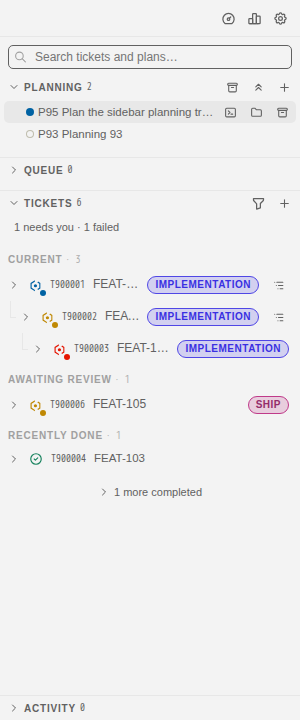 Search tickets and plans…
PLANNING 2
P95 Plan the sidebar planning tr…
P93 Planning 93
QUEUE 0
TICKETS 6
1 needs you · 1 failed
CURRENT · 3
T900001 FEAT-… IMPLEMENTATION
T900002 FEA… IMPLEMENTATION
T900003 FEAT-1… IMPLEMENTATION
AWAITING REVIEW · 1
T900006 FEAT-105 SHIP
RECENTLY DONE · 1
T900004 FEAT-103
1 more completed
ACTIVITY 0